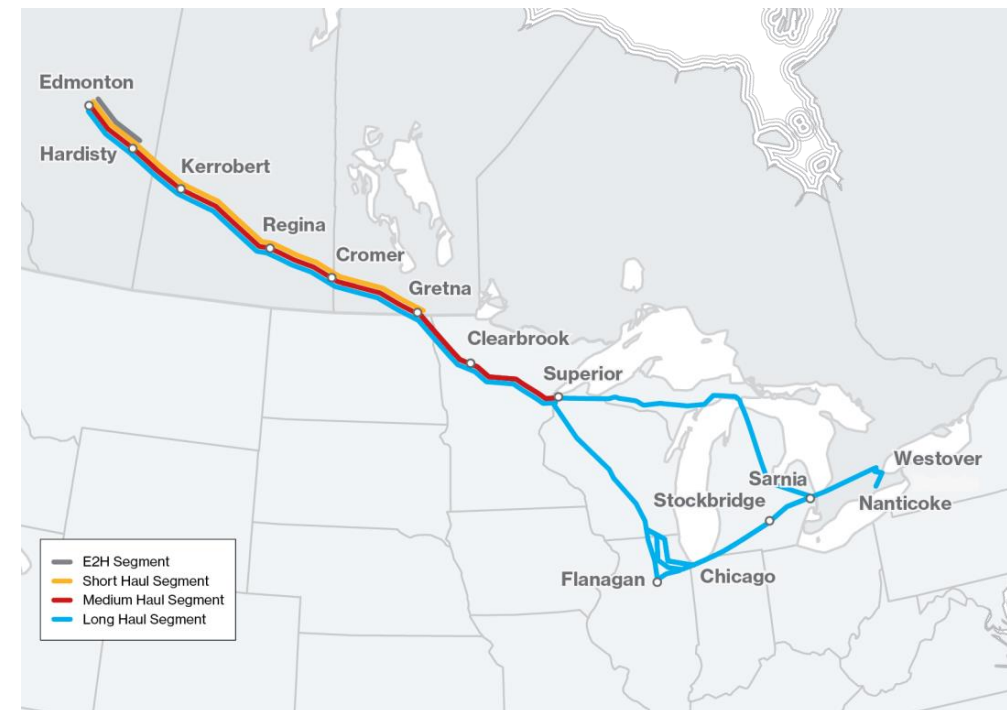 Edmonton
Hardisty
Kerrobert
Regina
Cromer
Gretna
Clearbrook
Superior
Westover
Sarnia
Stockbridge
Nanticoke
Flanagan
Chicago
E2H Segment
Short Haul Segment
Medium Haul Segment
Long Haul Segment